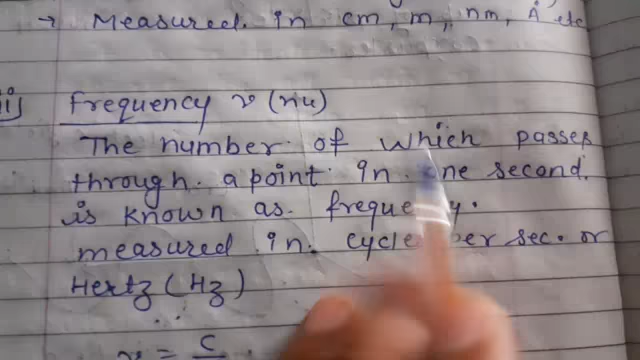 → Measured in cm, m, nm, Å etc
ii) Frequency ν (nu)
The number of which passes
through a point in one second.
is known as frequency.
measured in cycles per sec. or
Hertz (Hz)
ν = c